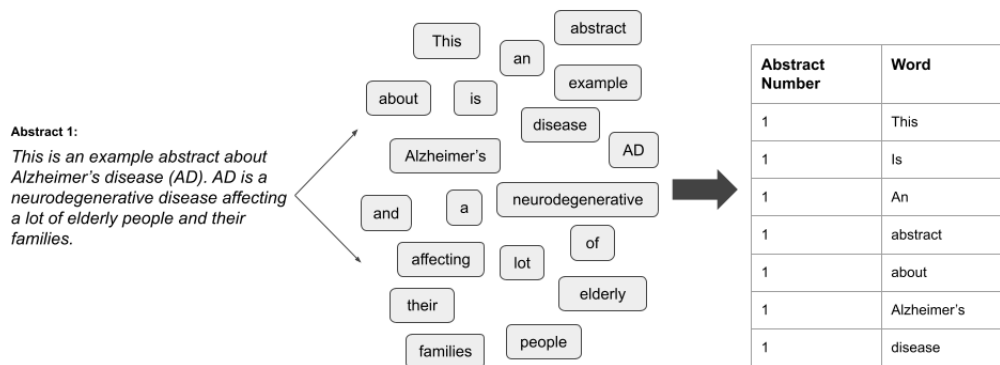 Abstract 1:
This is an example abstract about
Alzheimer's disease (AD). AD is a
neurodegenerative disease affecting
a lot of elderly people and their
families.
This
an
abstract
about
is
example
disease
Alzheimer's
AD
and
a
neurodegenerative
affecting
lot
of
their
elderly
families
people
Abstract Number
Word
1 This
1 Is
1 An
1 abstract
1 about
1 Alzheimer's
1 disease